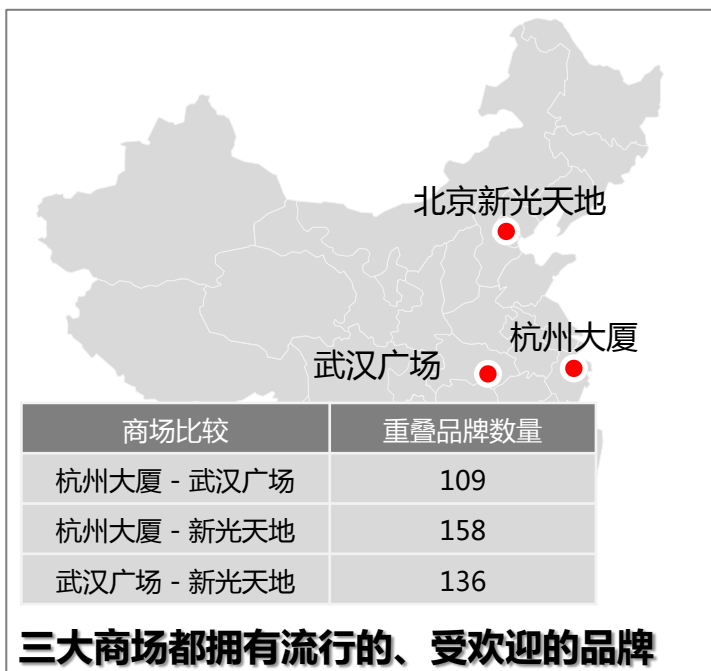 北京新光天地
杭州大厦
武汉广场
商场比较 重叠品牌数量
杭州大厦 - 武汉广场 109
杭州大厦 - 新光天地 158
武汉广场 - 新光天地 136
三大商场都拥有流行的、受欢迎的品牌